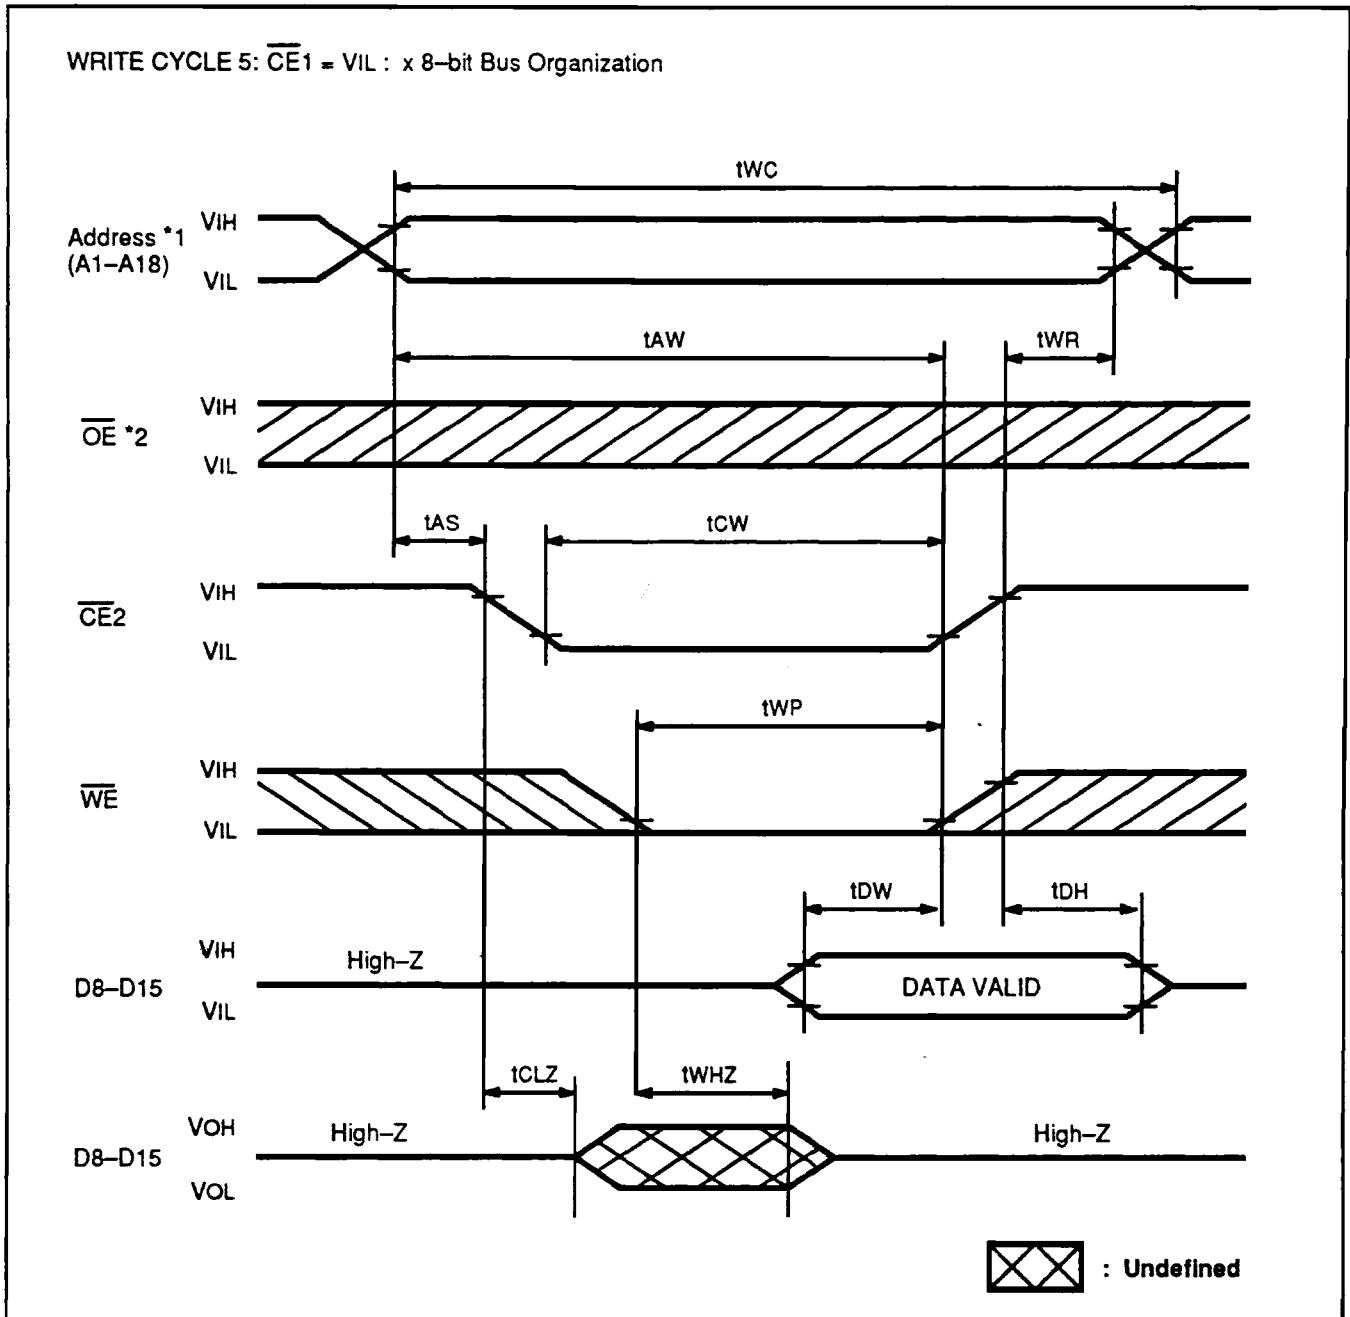 WRITE CYCLE 5: CE1 = VIL : x 8–bit Bus Organization
tWC
Address *1
(A1–A18)
VIH
VIL
tAW
tWR
OE *2
VIH
VIL
tAS
tCW
CE2
VIH
VIL
tWP
WE
VIH
VIL
tDW
tDH
D8–D15
VIH
VIL
High–Z
DATA VALID
tCLZ
tWHZ
D8–D15
VOH
VOL
High–Z
High–Z
: Undefined